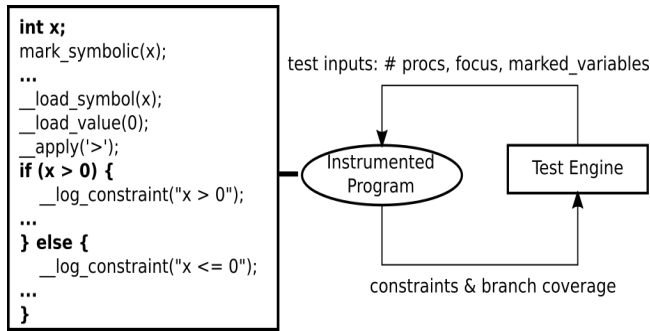 int x;
mark_symbolic(x);
...
__load_symbol(x);
__load_value(0);
__apply('>');
if (x > 0) {
__log_constraint("x > 0");
...
} else {
__log_constraint("x <= 0");
...
}
test inputs: # procs, focus, marked_variables
Instrumented
Program
Test Engine
constraints & branch coverage